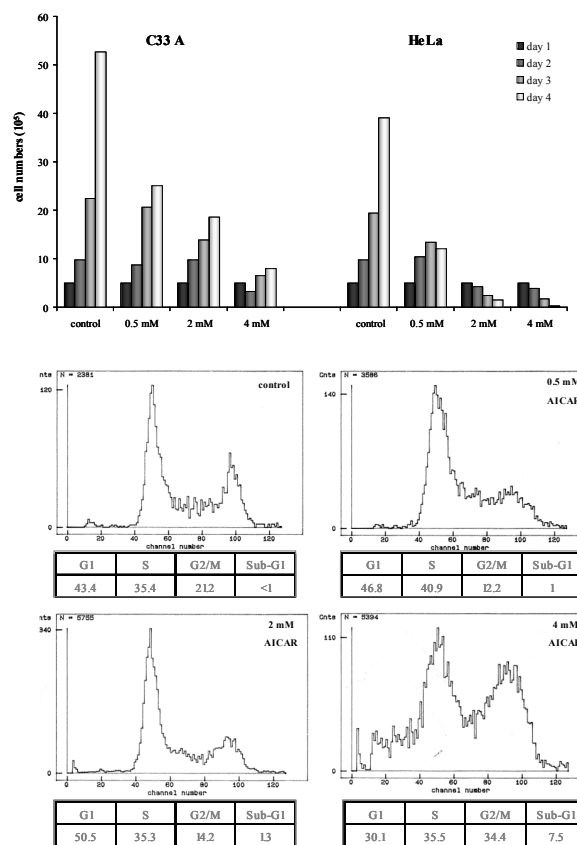 C33 A
HeLa
day 1
day 2
day 3
day 4
cell numbers (10⁵)
60
50
40
30
20
10
0
control 0.5 mM 2 mM 4 mM control 0.5 mM 2 mM 4 mM
nts N = 2381
control
120
0
0 20 40 60 80 100 120
channel number
G1 S G2/M Sub-G1
43.4 35.4 21.2 <1
Cnts N = 3586
0.5 mM
AICAR
140
0
0 20 40 60 80 100 120
channel number
G1 S G2/M Sub-G1
46.8 40.9 12.2 1
nts N = 5755
2 mM
AICAR
340
0
0 20 40 60 80 100 120
channel number
G1 S G2/M Sub-G1
50.5 35.3 14.2 1.3
Cnts N = 5394
4 mM
AICAR
110
0
0 20 40 60 80 100 120
channel number
G1 S G2/M Sub-G1
30.1 35.5 34.4 7.5